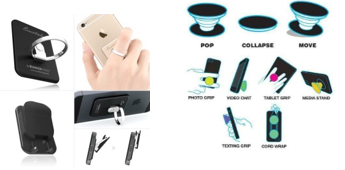 POP COLLAPSE MOVE
PHOTO GRIP VIDEO CHAT TABLET GRIP MEDIA STAND
TEXTING GRIP CORD WRAP